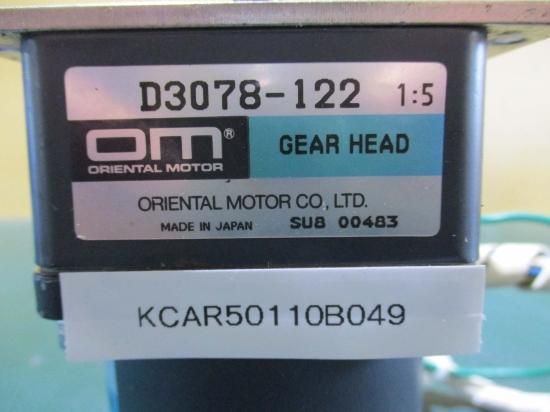 D3078-122 1:5
om®
ORIENTAL MOTOR
GEAR HEAD
ORIENTAL MOTOR CO., LTD.
MADE IN JAPAN SU8 00483
KCAR50110B049